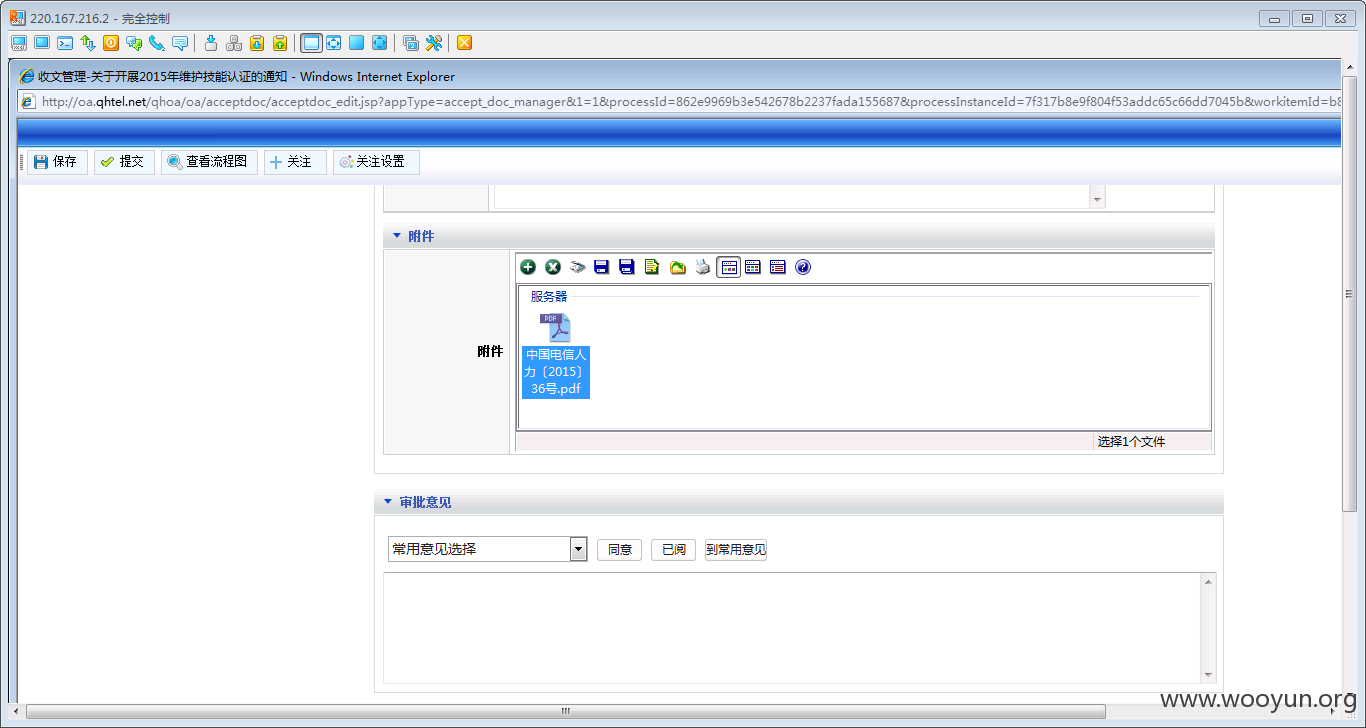 220.167.216.2 - 完全控制
收文管理-关于开展2015年维护技能认证的通知 - Windows Internet Explorer
http://oa.qhtel.net/qhoa/oa/acceptdoc/acceptdoc_edit.jsp?appType=accept_doc_manager&1=1&processId=862e9969b3e542678b2237fada155687&processInstanceId=7f317b8e9f804f53addc65c66dd7045b&workitemId=b8
保存 提交 查看流程图 关注 关注设置
附件
服务器
PDF
附件
中国电信人
力〔2015〕
36号.pdf
选择1个文件
审批意见
常用意见选择 同意 已阅 到常用意见
www.wooyun.org